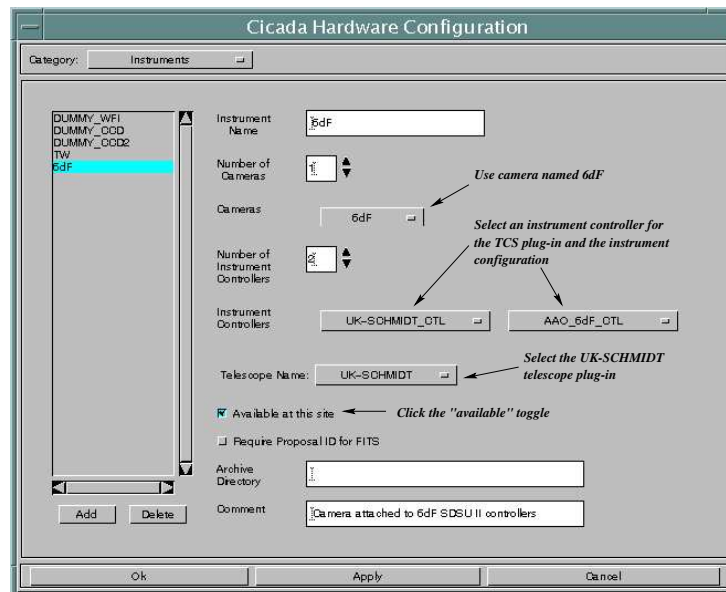 Cicada Hardware Configuration
Category: Instruments
DUMMY_WFI
DUMMY_CCD
DUMMY_CCD2
TW
6dF
Instrument
Name
6dF
Number of
Cameras
1
Use camera named 6dF
Cameras
6dF
Select an instrument controller for
the TCS plug-in and the instrument
configuration
Number of
Instrument
Controllers
2
Instrument
Controllers
UK-SCHMIDT_CTL
AAO_6dF_CTL
Select the UK-SCHMIDT
telescope plug-in
Telescope Name: UK-SCHMIDT
Available at this site
Click the "available" toggle
Require Proposal ID for FITS
Archive
Directory
Comment
Camera attached to 6dF SDSU II controllers
Add Delete
Ok Apply Cancel